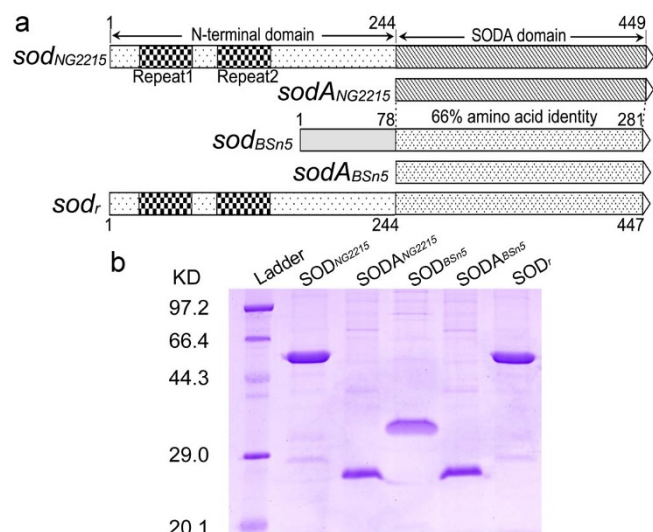 a
1 N-terminal domain 244 SODA domain 449
sodNG2215
Repeat1 Repeat2
sodANG2215
1 78 66% amino acid identity 281
sodBSn5
sodABSn5
sodr
1 244 447
b
KD Ladder SODNG2215 SODANG2215 SODBSn5 SODABSn5 SODr
97.2
66.4
44.3
29.0
20.1